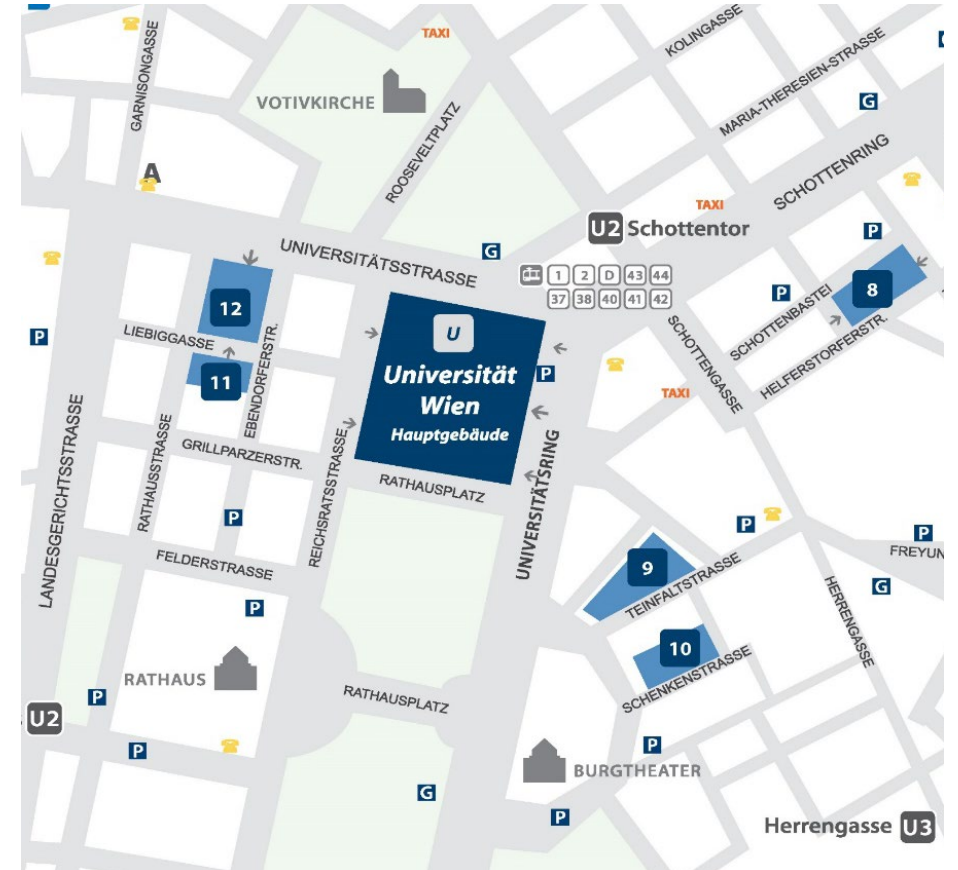 TAXI
KOLINGASSE
GARNISONGASSE
VOTIVKIRCHE
MARIA-THERESIEN-STRASSE
G
ROOSEVELTPLATZ
A
SCHOTTENRING
TAXI
U2 Schottentor
UNIVERSITÄTSSTRASSE
G
P
1 2 D 43 44
37 38 40 41 42
8
P
12
SCHOTTENBASTEI
LIEBIGGASSE
P
U
SCHOTTENGASSE
HELFERSTORFERSTR.
Universität
Wien
Hauptgebäude
P
11
EBENDORFERSTR.
TAXI
GRILLPARZERSTR.
RATHAUSSTRASSE
LANDESGERICHTSSTRASSE
REICHSRATSSTRASSE
RATHAUSPLATZ
UNIVERSITÄTSRING
P
P
P
FREYUN
FELDERSTRASSE
9
TEINFALTSTRASSE
G
HERRENGASSE
P
10
SCHENKENSTRASSE
RATHAUS
RATHAUSPLATZ
P
U2
P
P
BURGTHEATER
G
P
Herrengasse U3